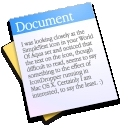 Document
I was looking closely at the
SimpleText icon in your World
Of Aqua set and noticed that
the text on the icon, though
difficult to read, seems to say
something to the effect of
IconDropper running in
Mac OS X. Certainly I am
interested, to say the least. :)